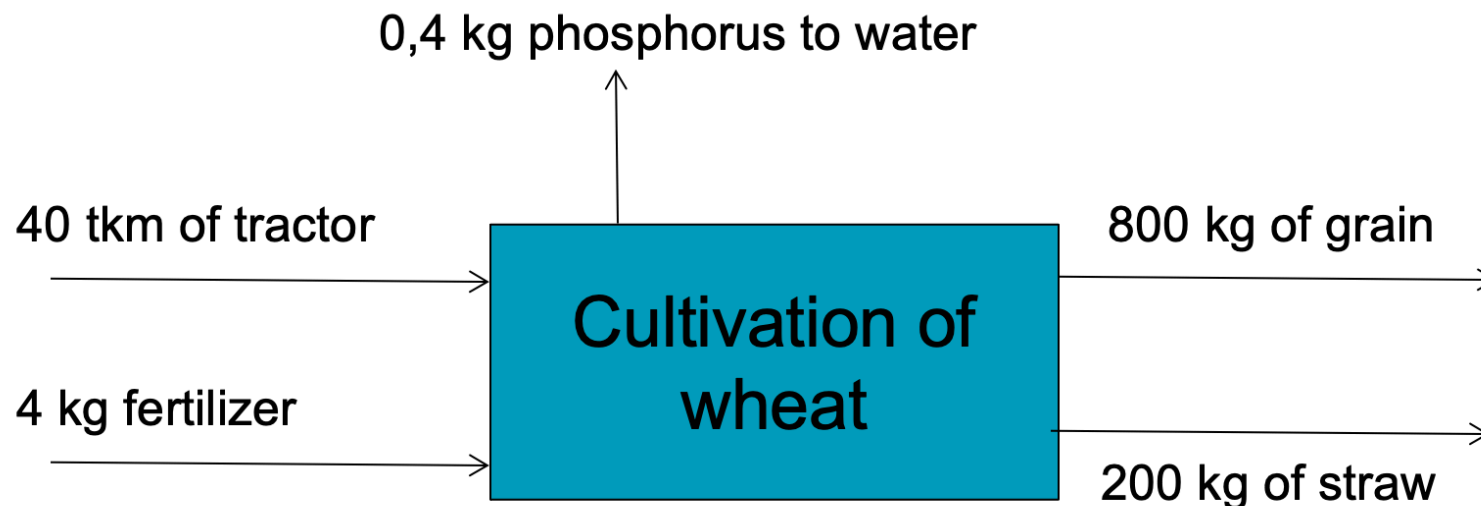 0,4 kg phosphorus to water
40 tkm of tractor
800 kg of grain
Cultivation of
wheat
4 kg fertilizer
200 kg of straw